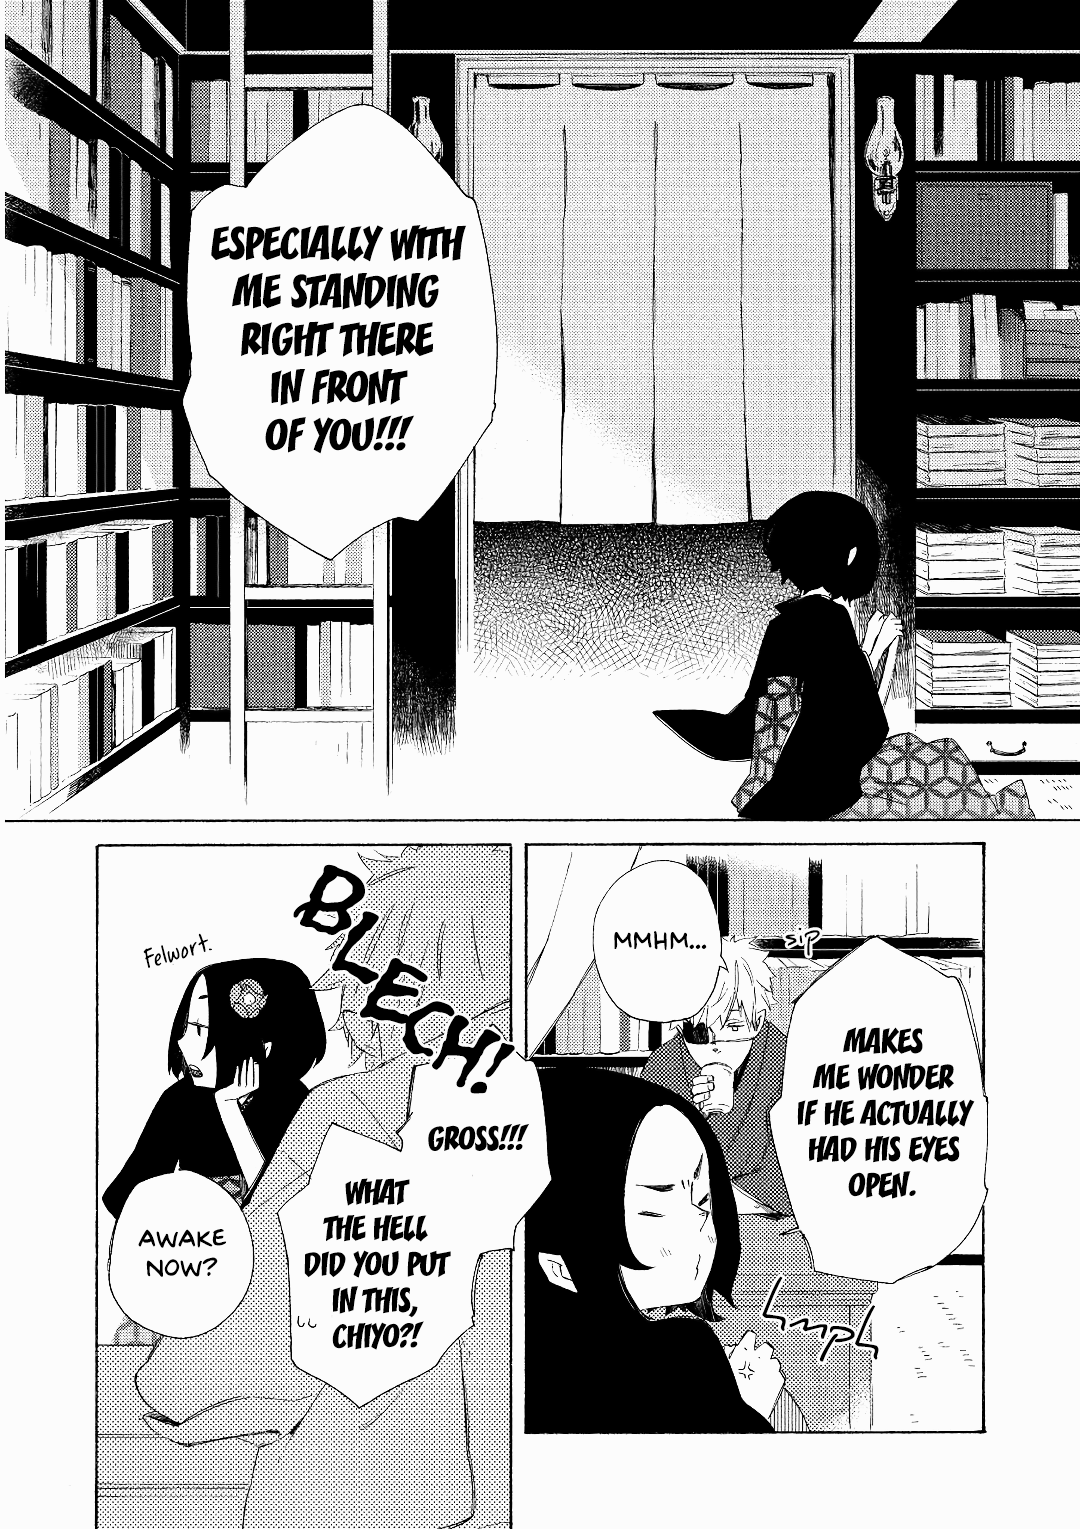 ESPECIALLY WITH
ME STANDING
RIGHT THERE
IN FRONT
OF YOU!!!
MMHM...
sip
MAKES
ME WONDER
IF HE ACTUALLY
HAD HIS EYES
OPEN.
hmph
BLECH!
Felwort.
GROSS!!!
WHAT
THE HELL
DID YOU PUT
IN THIS,
CHIYO?!
AWAKE
NOW?